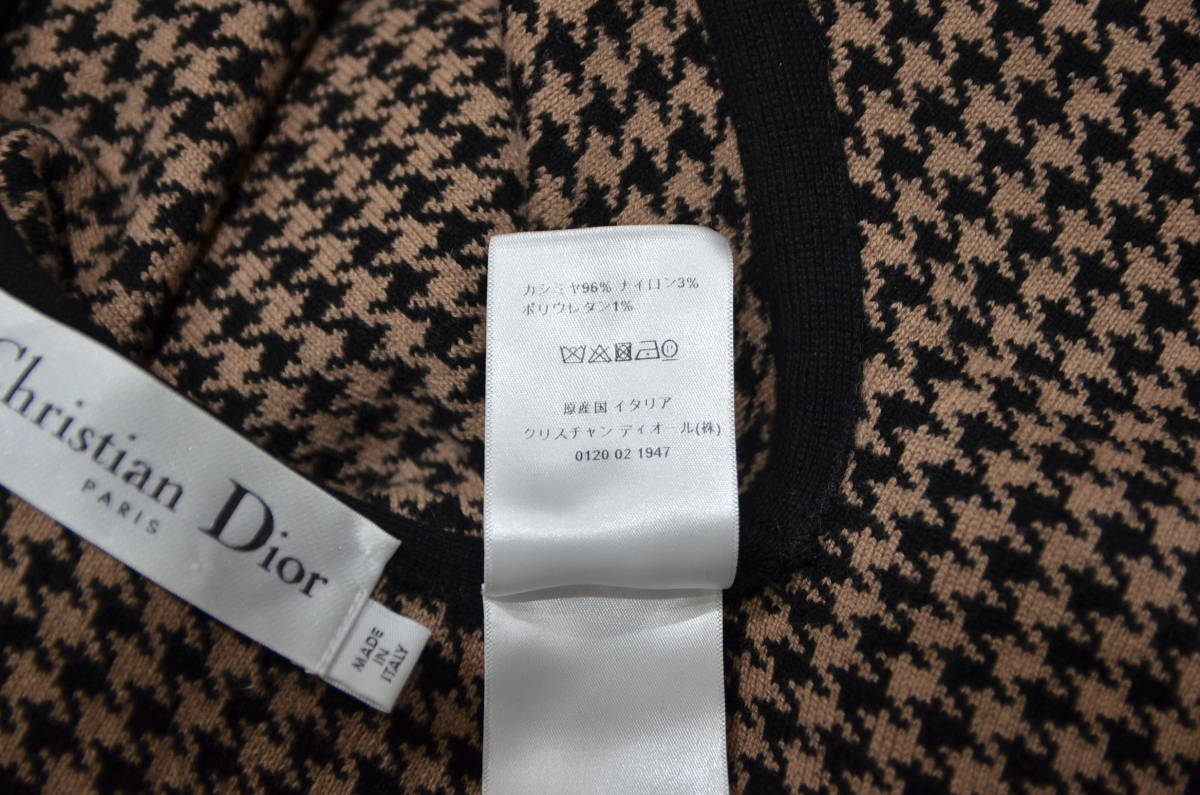 カシミヤ96% ナイロン3%
ポリウレタン1%
原産国 イタリア
クリスチャン ディオール(株)
0120 02 1947
Christian Dior
PARIS
MADE
IN
ITALY